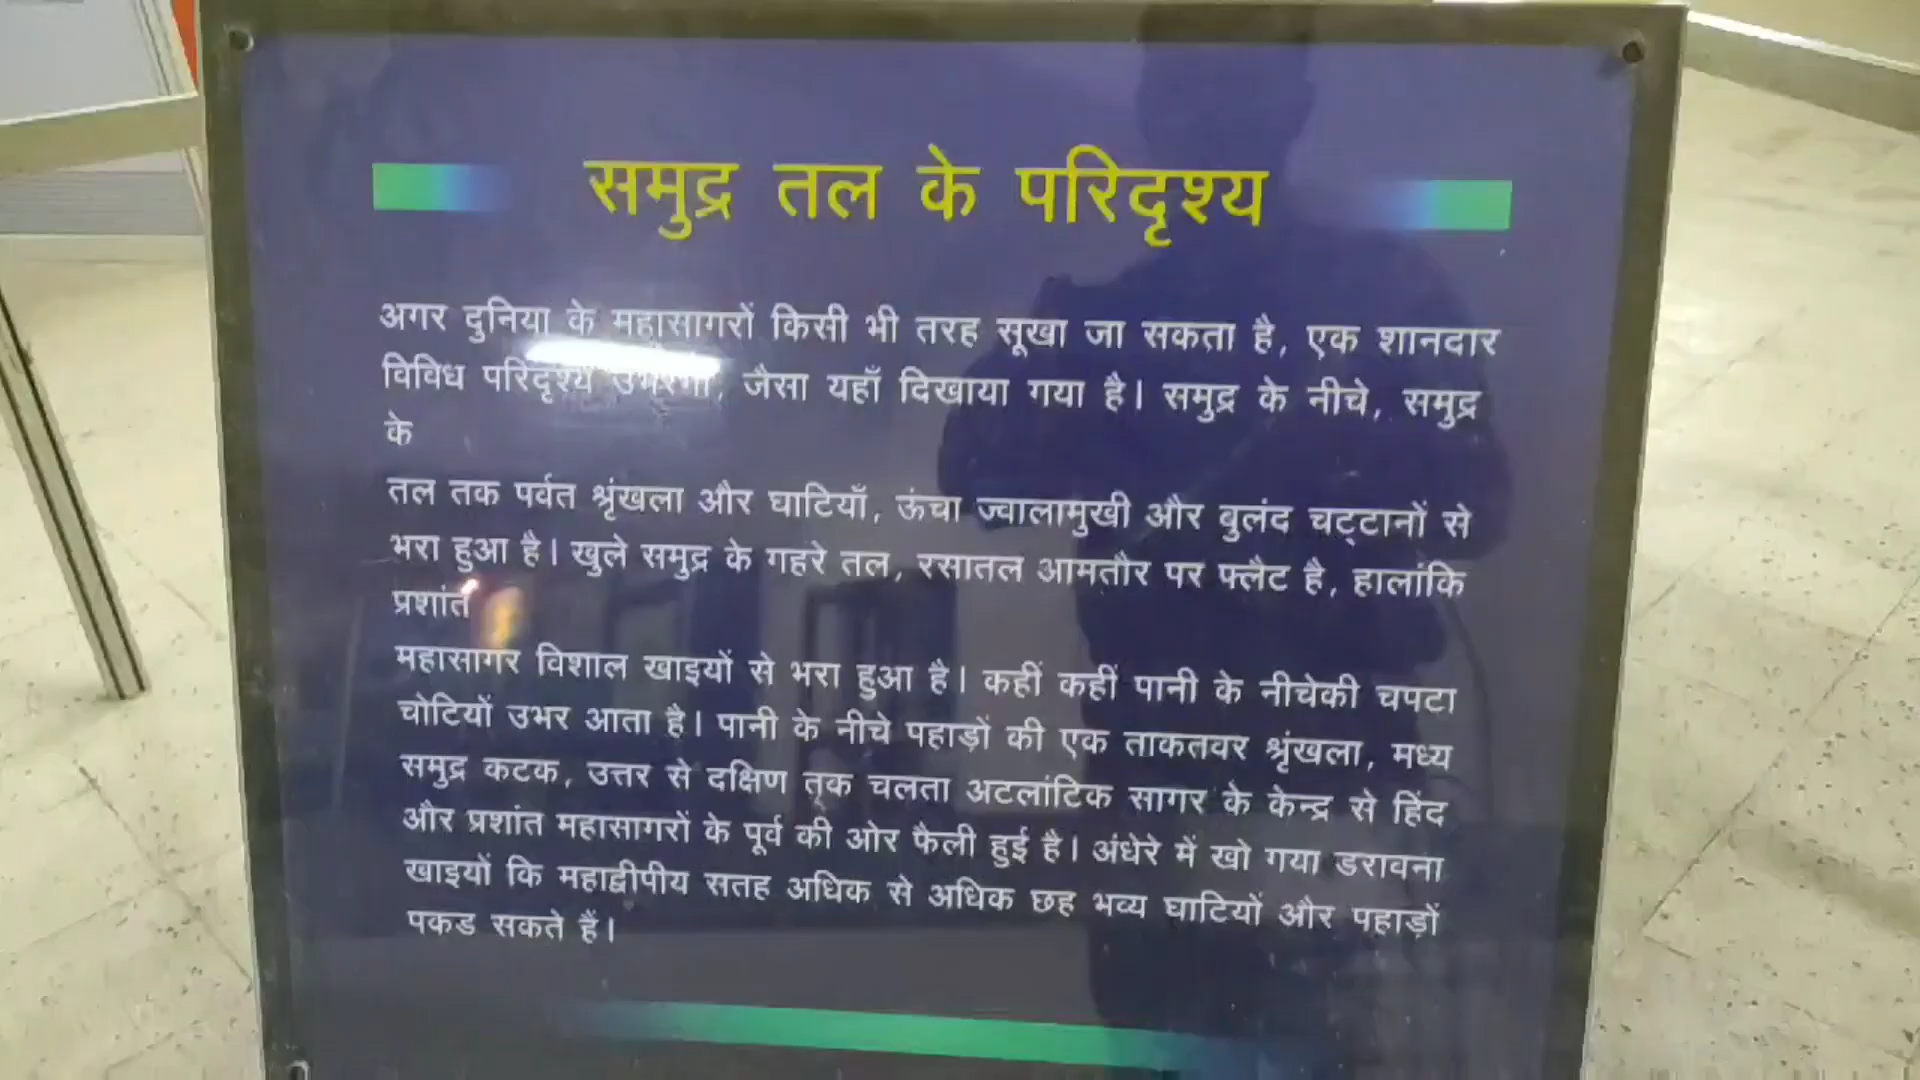 समुद्र तल के परिदृश्य
अगर दुनिया के महासागरों किसी भी तरह सूखा जा सकता है, एक शानदार
विविध परिदृश्य उभरेगा, जैसा यहाँ दिखाया गया है। समुद्र के नीचे, समुद्र
के
तल तक पर्वत श्रृंखला और घाटियाँ, ऊंचा ज्वालामुखी और बुलंद चट्टानों से
भरा हुआ है। खुले समुद्र के गहरे तल, रसातल आमतौर पर फ्लैट है, हालांकि
प्रशांत
महासागर विशाल खाइयों से भरा हुआ है। कहीं कहीं पानी के नीचेकी चपटा
चोटियों उभर आता है। पानी के नीचे पहाड़ों की एक ताकतवर श्रृंखला, मध्य
समुद्र कटक, उत्तर से दक्षिण तक चलता अटलांटिक सागर के केन्द्र से हिंद
और प्रशांत महासागरों के पूर्व की ओर फैली हुई है। अंधेरे में खो गया डरावना
खाइयों कि महाद्वीपीय सतह अधिक से अधिक छह भव्य घाटियों और पहाड़ों
पकड सकते हैं।